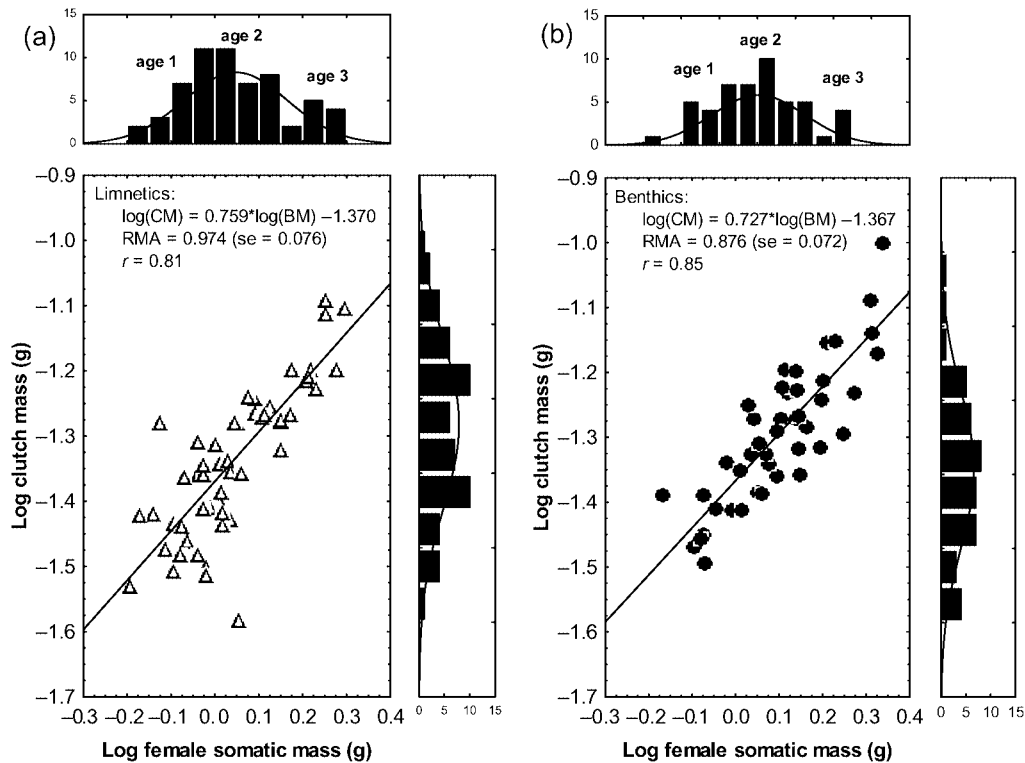 (a)
15
10
5
0
age 1
age 2
age 3
–0.9
–1.0
–1.1
–1.2
–1.3
–1.4
–1.5
–1.6
–1.7
Log clutch mass (g)
Limnetics:
log(CM) = 0.759*log(BM) –1.370
RMA = 0.974 (se = 0.076)
r = 0.81
–0.3 –0.2 –0.1 0.0 0.1 0.2 0.3 0.4
Log female somatic mass (g)
0 5 10 15
(b)
15
10
5
0
age 1
age 2
age 3
–0.9
–1.0
–1.1
–1.2
–1.3
–1.4
–1.5
–1.6
–1.7
Log clutch mass (g)
Benthics:
log(CM) = 0.727*log(BM) –1.367
RMA = 0.876 (se = 0.072)
r = 0.85
–0.3 –0.2 –0.1 0.0 0.1 0.2 0.3 0.4
Log female somatic mass (g)
0 5 10 15